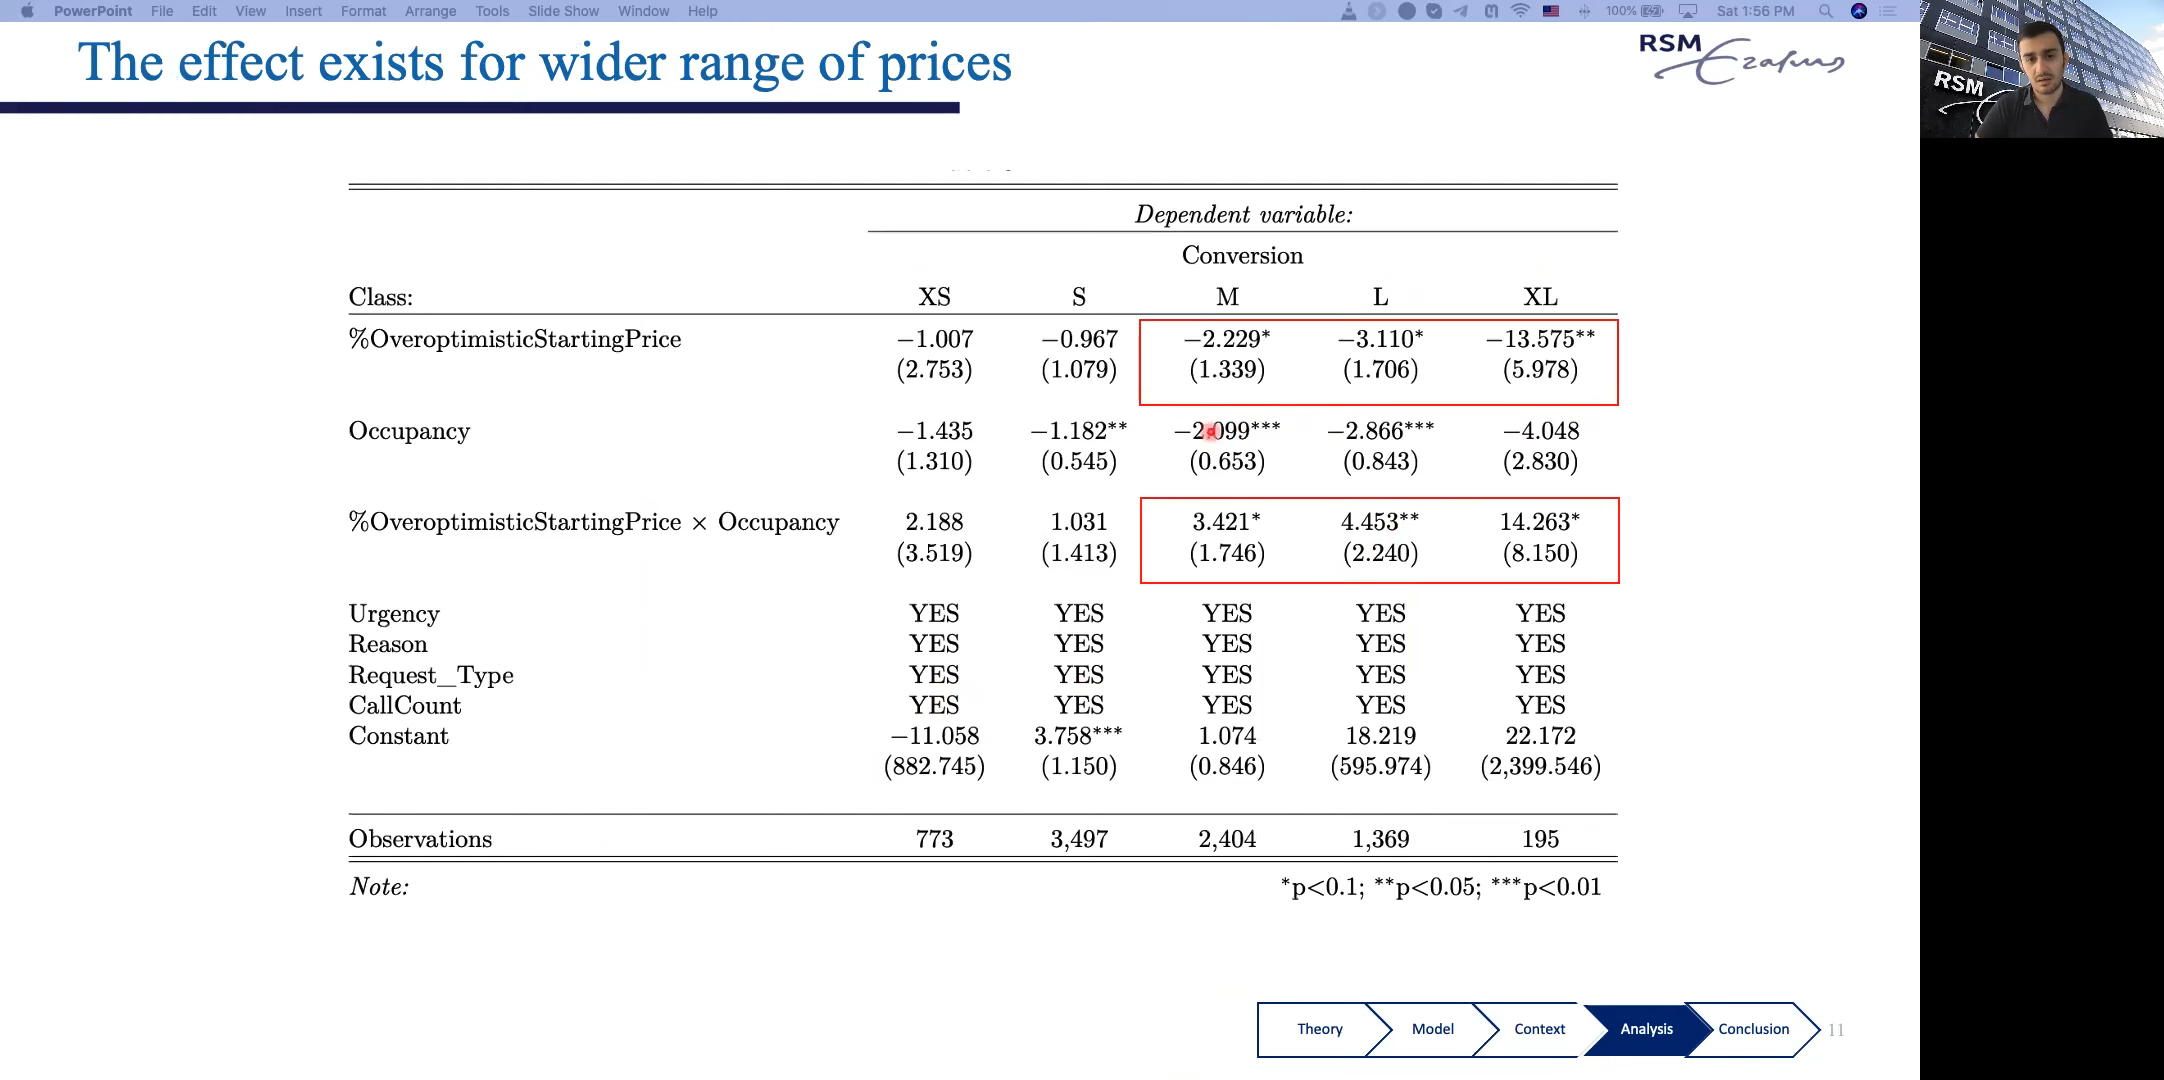 PowerPoint File Edit View Insert Format Arrange Tools Slide Show Window Help 100% Sat 1:56 PM
The effect exists for wider range of prices
RSM Erasmus
RSM
Dependent variable:
Conversion
Class: XS S M L XL
%OveroptimisticStartingPrice −1.007 −0.967 −2.229* −3.110* −13.575**
(2.753) (1.079) (1.339) (1.706) (5.978)
Occupancy −1.435 −1.182** −2.099*** −2.866*** −4.048
(1.310) (0.545) (0.653) (0.843) (2.830)
%OveroptimisticStartingPrice × Occupancy 2.188 1.031 3.421* 4.453** 14.263*
(3.519) (1.413) (1.746) (2.240) (8.150)
Urgency YES YES YES YES YES
Reason YES YES YES YES YES
Request_Type YES YES YES YES YES
CallCount YES YES YES YES YES
Constant −11.058 3.758*** 1.074 18.219 22.172
(882.745) (1.150) (0.846) (595.974) (2,399.546)
Observations 773 3,497 2,404 1,369 195
Note: *p<0.1; **p<0.05; ***p<0.01
Theory Model Context Analysis Conclusion 11